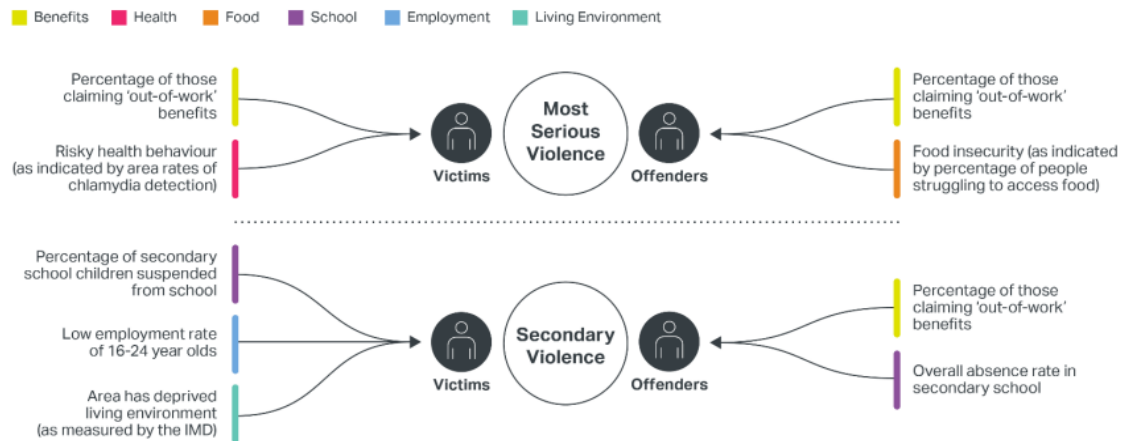 Benefits
Health
Food
School
Employment
Living Environment
Percentage of those
claiming ‘out-of-work’
benefits
Risky health behaviour
(as indicated by area rates of
chlamydia detection)
Victims
Most
Serious
Violence
Offenders
Percentage of those
claiming ‘out-of-work’
benefits
Food insecurity (as indicated
by percentage of people
struggling to access food)
Percentage of secondary
school children suspended
from school
Low employment rate
of 16-24 year olds
Area has deprived
living environment
(as measured by the IMD)
Victims
Secondary
Violence
Offenders
Percentage of those
claiming ‘out-of-work’
benefits
Overall absence rate in
secondary school